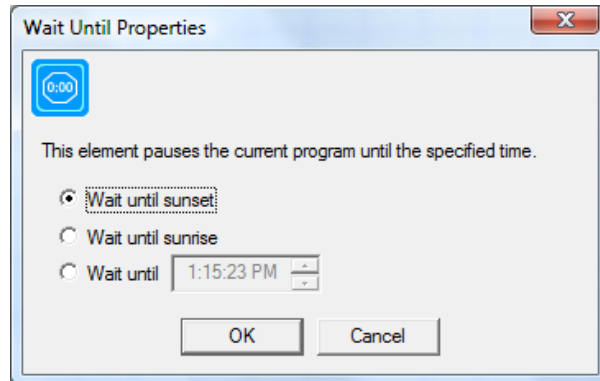 Wait Until Properties
0:00
This element pauses the current program until the specified time.
Wait until sunset
Wait until sunrise
Wait until 1:15:23 PM
OK Cancel